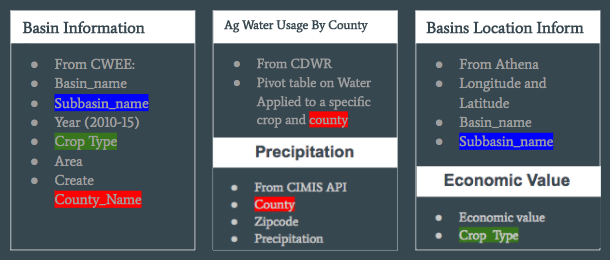 Basin Information
From CWEE:
Basin_name
Subbasin_name
Year (2010-15)
Crop Type
Area
Create
County_Name
Ag Water Usage By County
From CDWR
Pivot table on Water
Applied to a specific
crop and county
Precipitation
From CIMIS API
County
Zipcode
Precipitation
Basins Location Inform
From Athena
Longitude and
Latitude
Basin_name
Subbasin_name
Economic Value
Economic value
Crop_Type